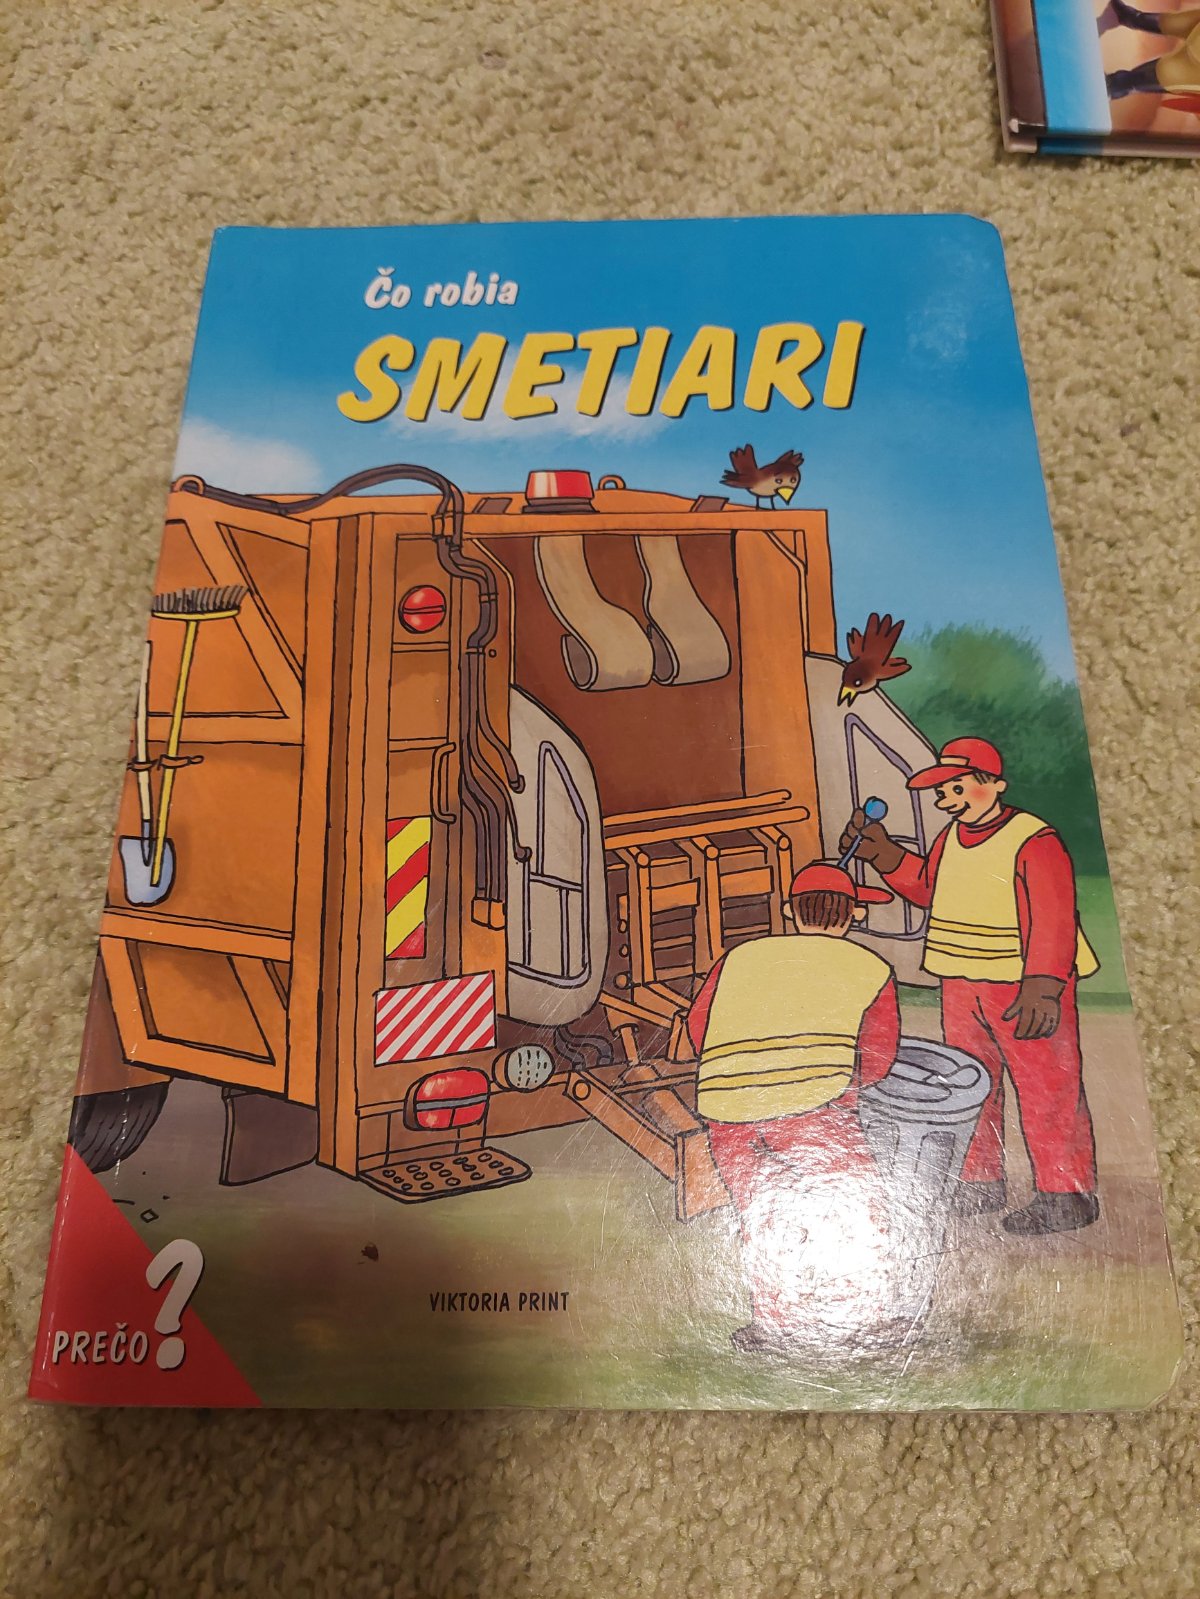 Čo robia
SMETIARI
VIKTORIA PRINT
PREČO?